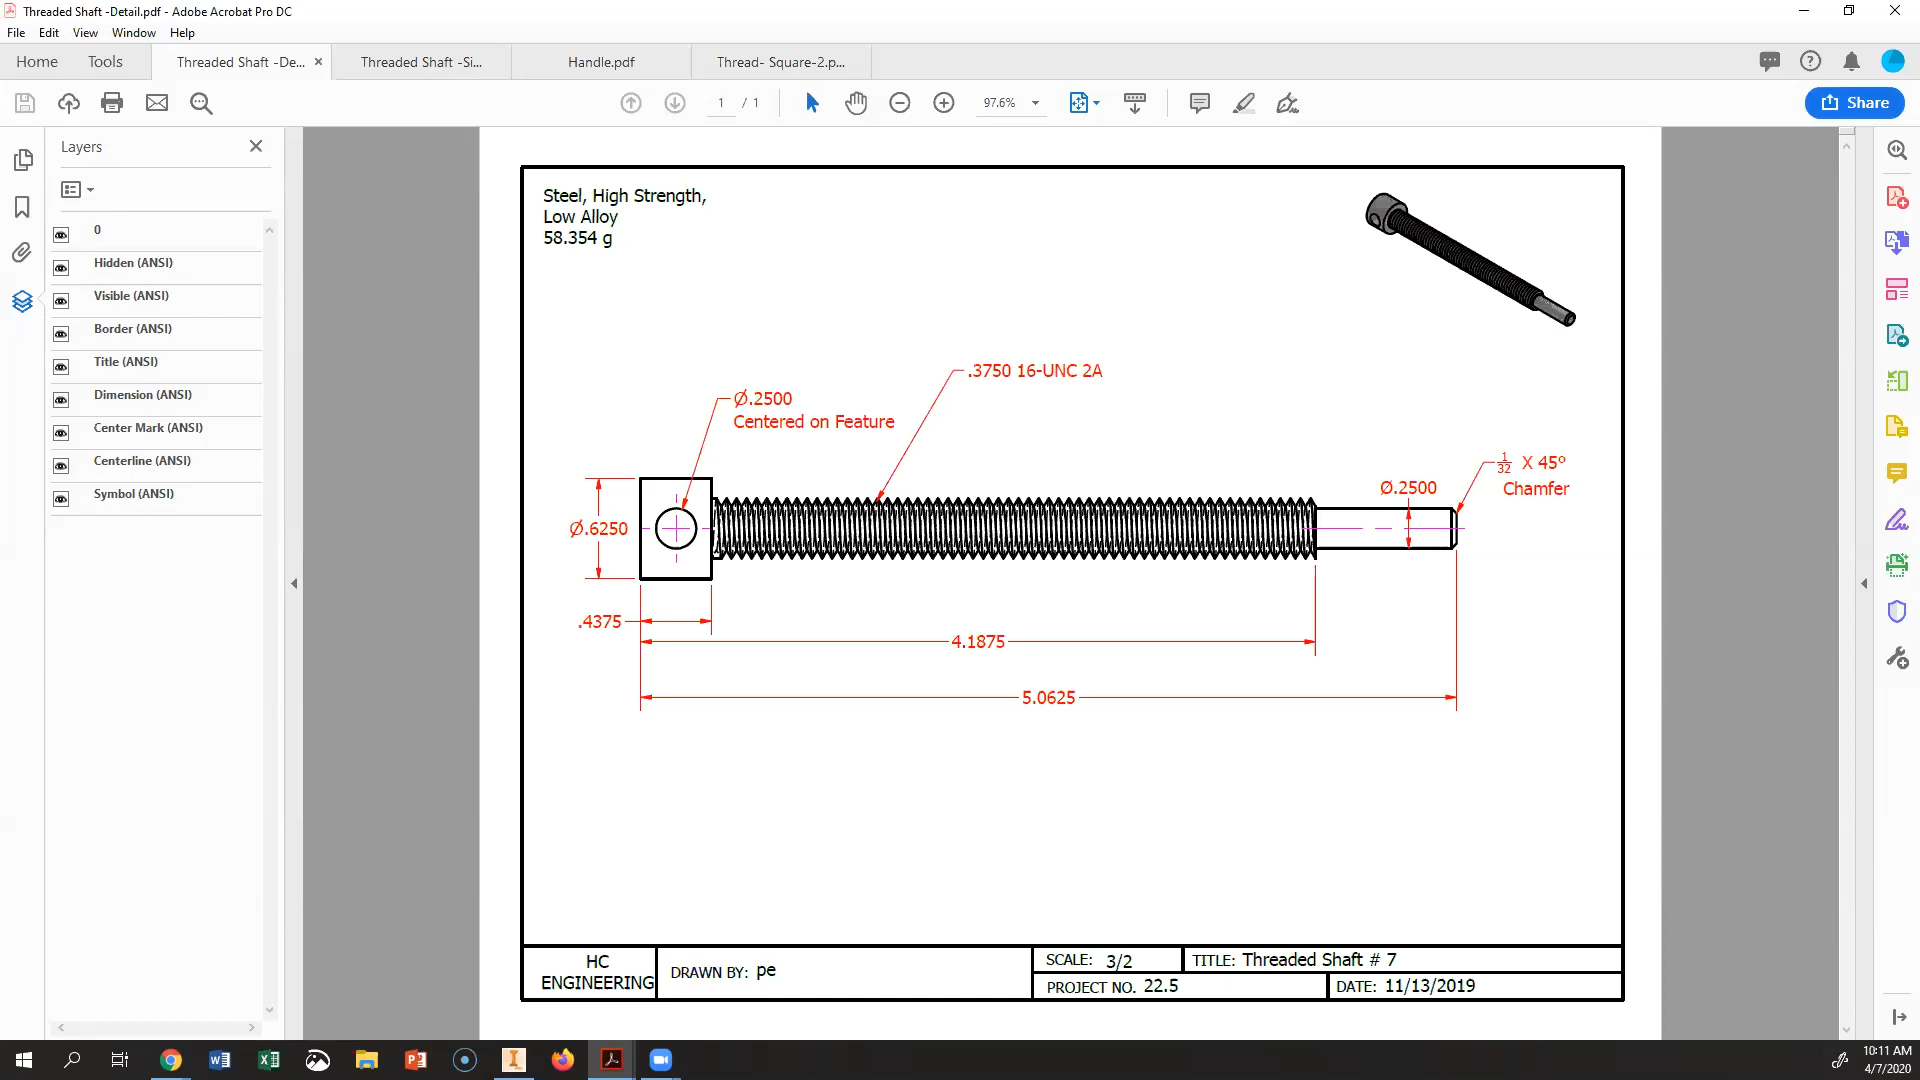 Threaded Shaft -Detail.pdf - Adobe Acrobat Pro DC
File Edit View Window Help
Home Tools Threaded Shaft -De... × Threaded Shaft -Si... Handle.pdf Thread- Square-2.p...
1 / 1 97.6% Share
Layers
0
Hidden (ANSI)
Visible (ANSI)
Border (ANSI)
Title (ANSI)
Dimension (ANSI)
Center Mark (ANSI)
Centerline (ANSI)
Symbol (ANSI)
Steel, High Strength,
Low Alloy
58.354 g
.3750 16-UNC 2A
Ø.2500
Centered on Feature
1/32 X 45°
Chamfer
Ø.2500
Ø.6250
.4375
4.1875
5.0625
HC
ENGINEERING
DRAWN BY: pe
SCALE: 3/2
TITLE: Threaded Shaft # 7
PROJECT NO. 22.5
DATE: 11/13/2019
10:11 AM
4/7/2020